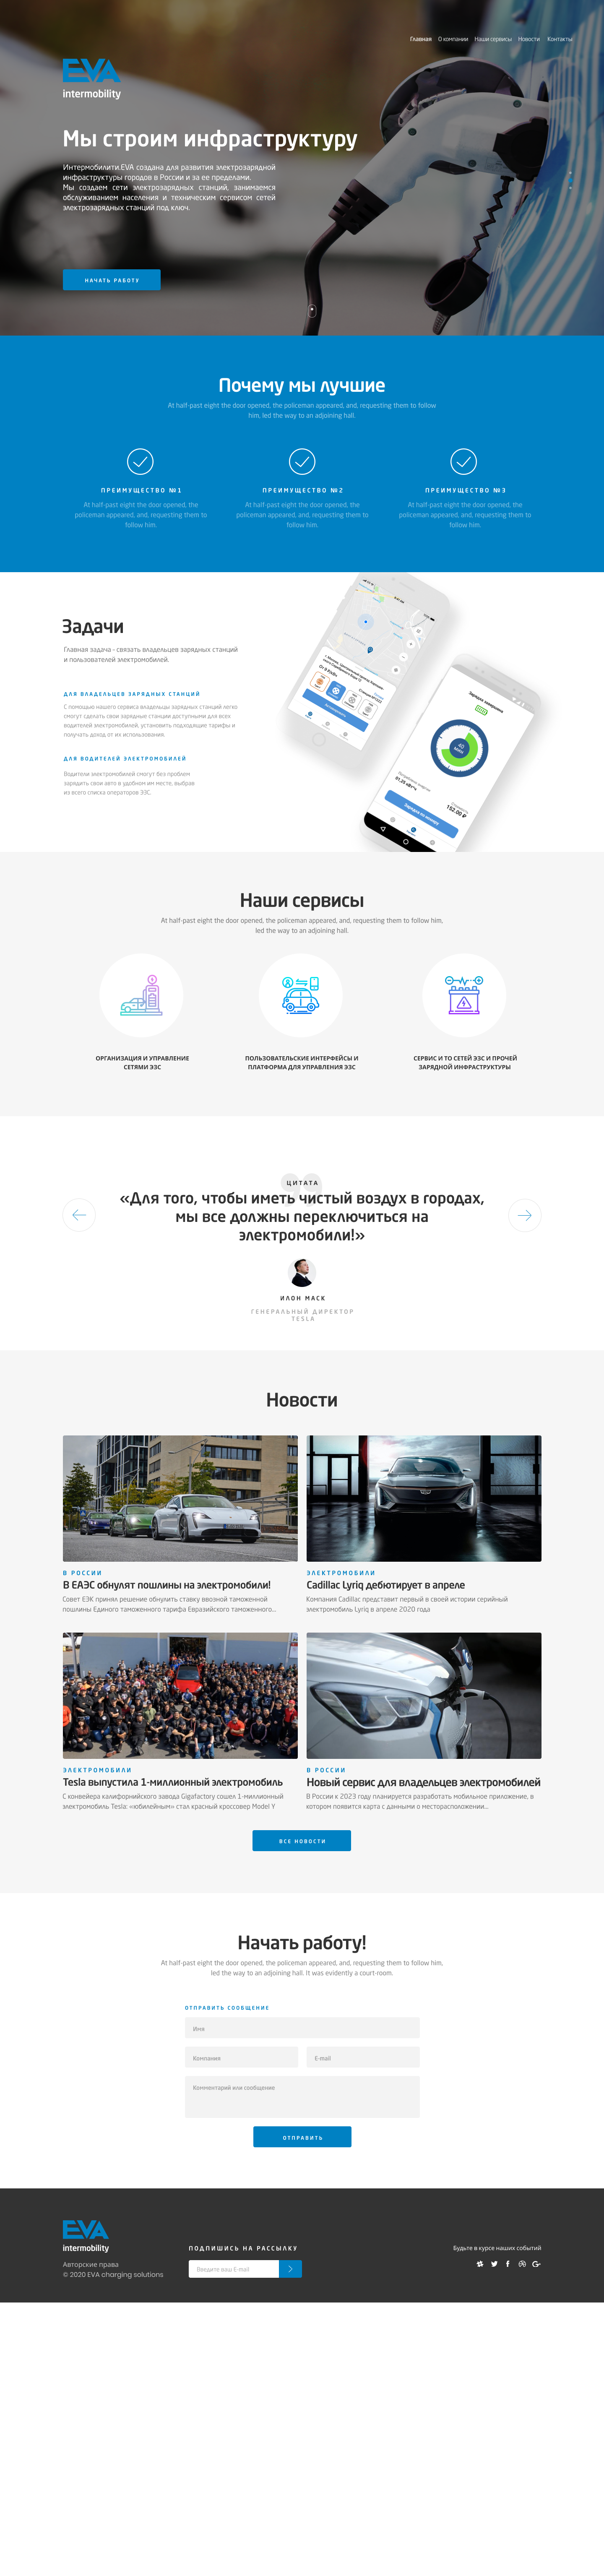 Главная О компании Наши сервисы Новости Контакты
EVA
intermobility
Мы строим инфраструктуру
Интермобилити.EVA создана для развития электрозарядной
инфраструктуры городов в России и за ее пределами.
Мы создаем сети электрозарядных станций, занимаемся
обслуживанием населения и техническим сервисом сетей
электрозарядных станций под ключ.
НАЧАТЬ РАБОТУ
Почему мы лучшие
At half-past eight the door opened, the policeman appeared, and, requesting them to follow
him, led the way to an adjoining hall.
ПРЕИМУЩЕСТВО №1
At half-past eight the door opened, the
policeman appeared, and, requesting them to
follow him.
ПРЕИМУЩЕСТВО №2
At half-past eight the door opened, the
policeman appeared, and, requesting them to
follow him.
ПРЕИМУЩЕСТВО №3
At half-past eight the door opened, the
policeman appeared, and, requesting them to
follow him.
Задачи
Главная задача - связать владельцев зарядных станций
и пользователей электромобилей.
ДЛЯ ВЛАДЕЛЬЦЕВ ЗАРЯДНЫХ СТАНЦИЙ
С помощью нашего сервиса владельцы зарядных станций легко
смогут сделать свои зарядные станции доступными для всех
водителей электромобилей, установить подходящие тарифы и
получать доход от их использования.
ДЛЯ ВОДИТЕЛЕЙ ЭЛЕКТРОМОБИЛЕЙ
Водители электромобилей смогут без проблем
зарядить свои авто в удобном им месте, выбрав
из всего списка операторов ЭЗС.
Зарядка завершена
40
мин
01.25 кВт*ч
Стоимость
152.00 ₽
Зарядка по номеру
Наши сервисы
At half-past eight the door opened, the policeman appeared, and, requesting them to follow him,
led the way to an adjoining hall.
ОРГАНИЗАЦИЯ И УПРАВЛЕНИЕ
СЕТЯМИ ЭЗС
ПОЛЬЗОВАТЕЛЬСКИЕ ИНТЕРФЕЙСЫ И
ПЛАТФОРМА ДЛЯ УПРАВЛЕНИЯ ЭЗС
СЕРВИС И ТО СЕТЕЙ ЭЗС И ПРОЧЕЙ
ЗАРЯДНОЙ ИНФРАСТРУКТУРЫ
ЦИТАТА
«Для того, чтобы иметь чистый воздух в городах,
мы все должны переключиться на
электромобили!»
ИЛОН МАСК
ГЕНЕРАЛЬНЫЙ ДИРЕКТОР
TESLA
Новости
В РОССИИ
В ЕАЭС обнулят пошлины на электромобили!
Совет ЕЭК принял решение обнулить ставку ввозной таможенной
пошлины Единого таможенного тарифа Евразийского таможенного...
ЭЛЕКТРОМОБИЛИ
Cadillac Lyriq дебютирует в апреле
Компания Cadillac представит первый в своей истории серийный
электромобиль Lyriq в апреле 2020 года
ЭЛЕКТРОМОБИЛИ
Tesla выпустила 1-миллионный электромобиль
С конвейера калифорнийского завода Gigafactory сошел 1-миллионный
электромобиль Tesla: «юбилейным» стал красный кроссовер Model Y
В РОССИИ
Новый сервис для владельцев электромобилей
В России к 2023 году планируется разработать мобильное приложение, в
котором появится карта с данными о месторасположении...
ВСЕ НОВОСТИ
Начать работу!
At half-past eight the door opened, the policeman appeared, and, requesting them to follow him,
led the way to an adjoining hall. It was evidently a court-room.
ОТПРАВИТЬ СООБЩЕНИЕ
Имя
Компания
E-mail
Комментарий или сообщение
ОТПРАВИТЬ
EVA
intermobility
Авторские права
© 2020 EVA charging solutions
ПОДПИШИСЬ НА РАССЫЛКУ
Введите ваш E-mail
Будьте в курсе наших событий